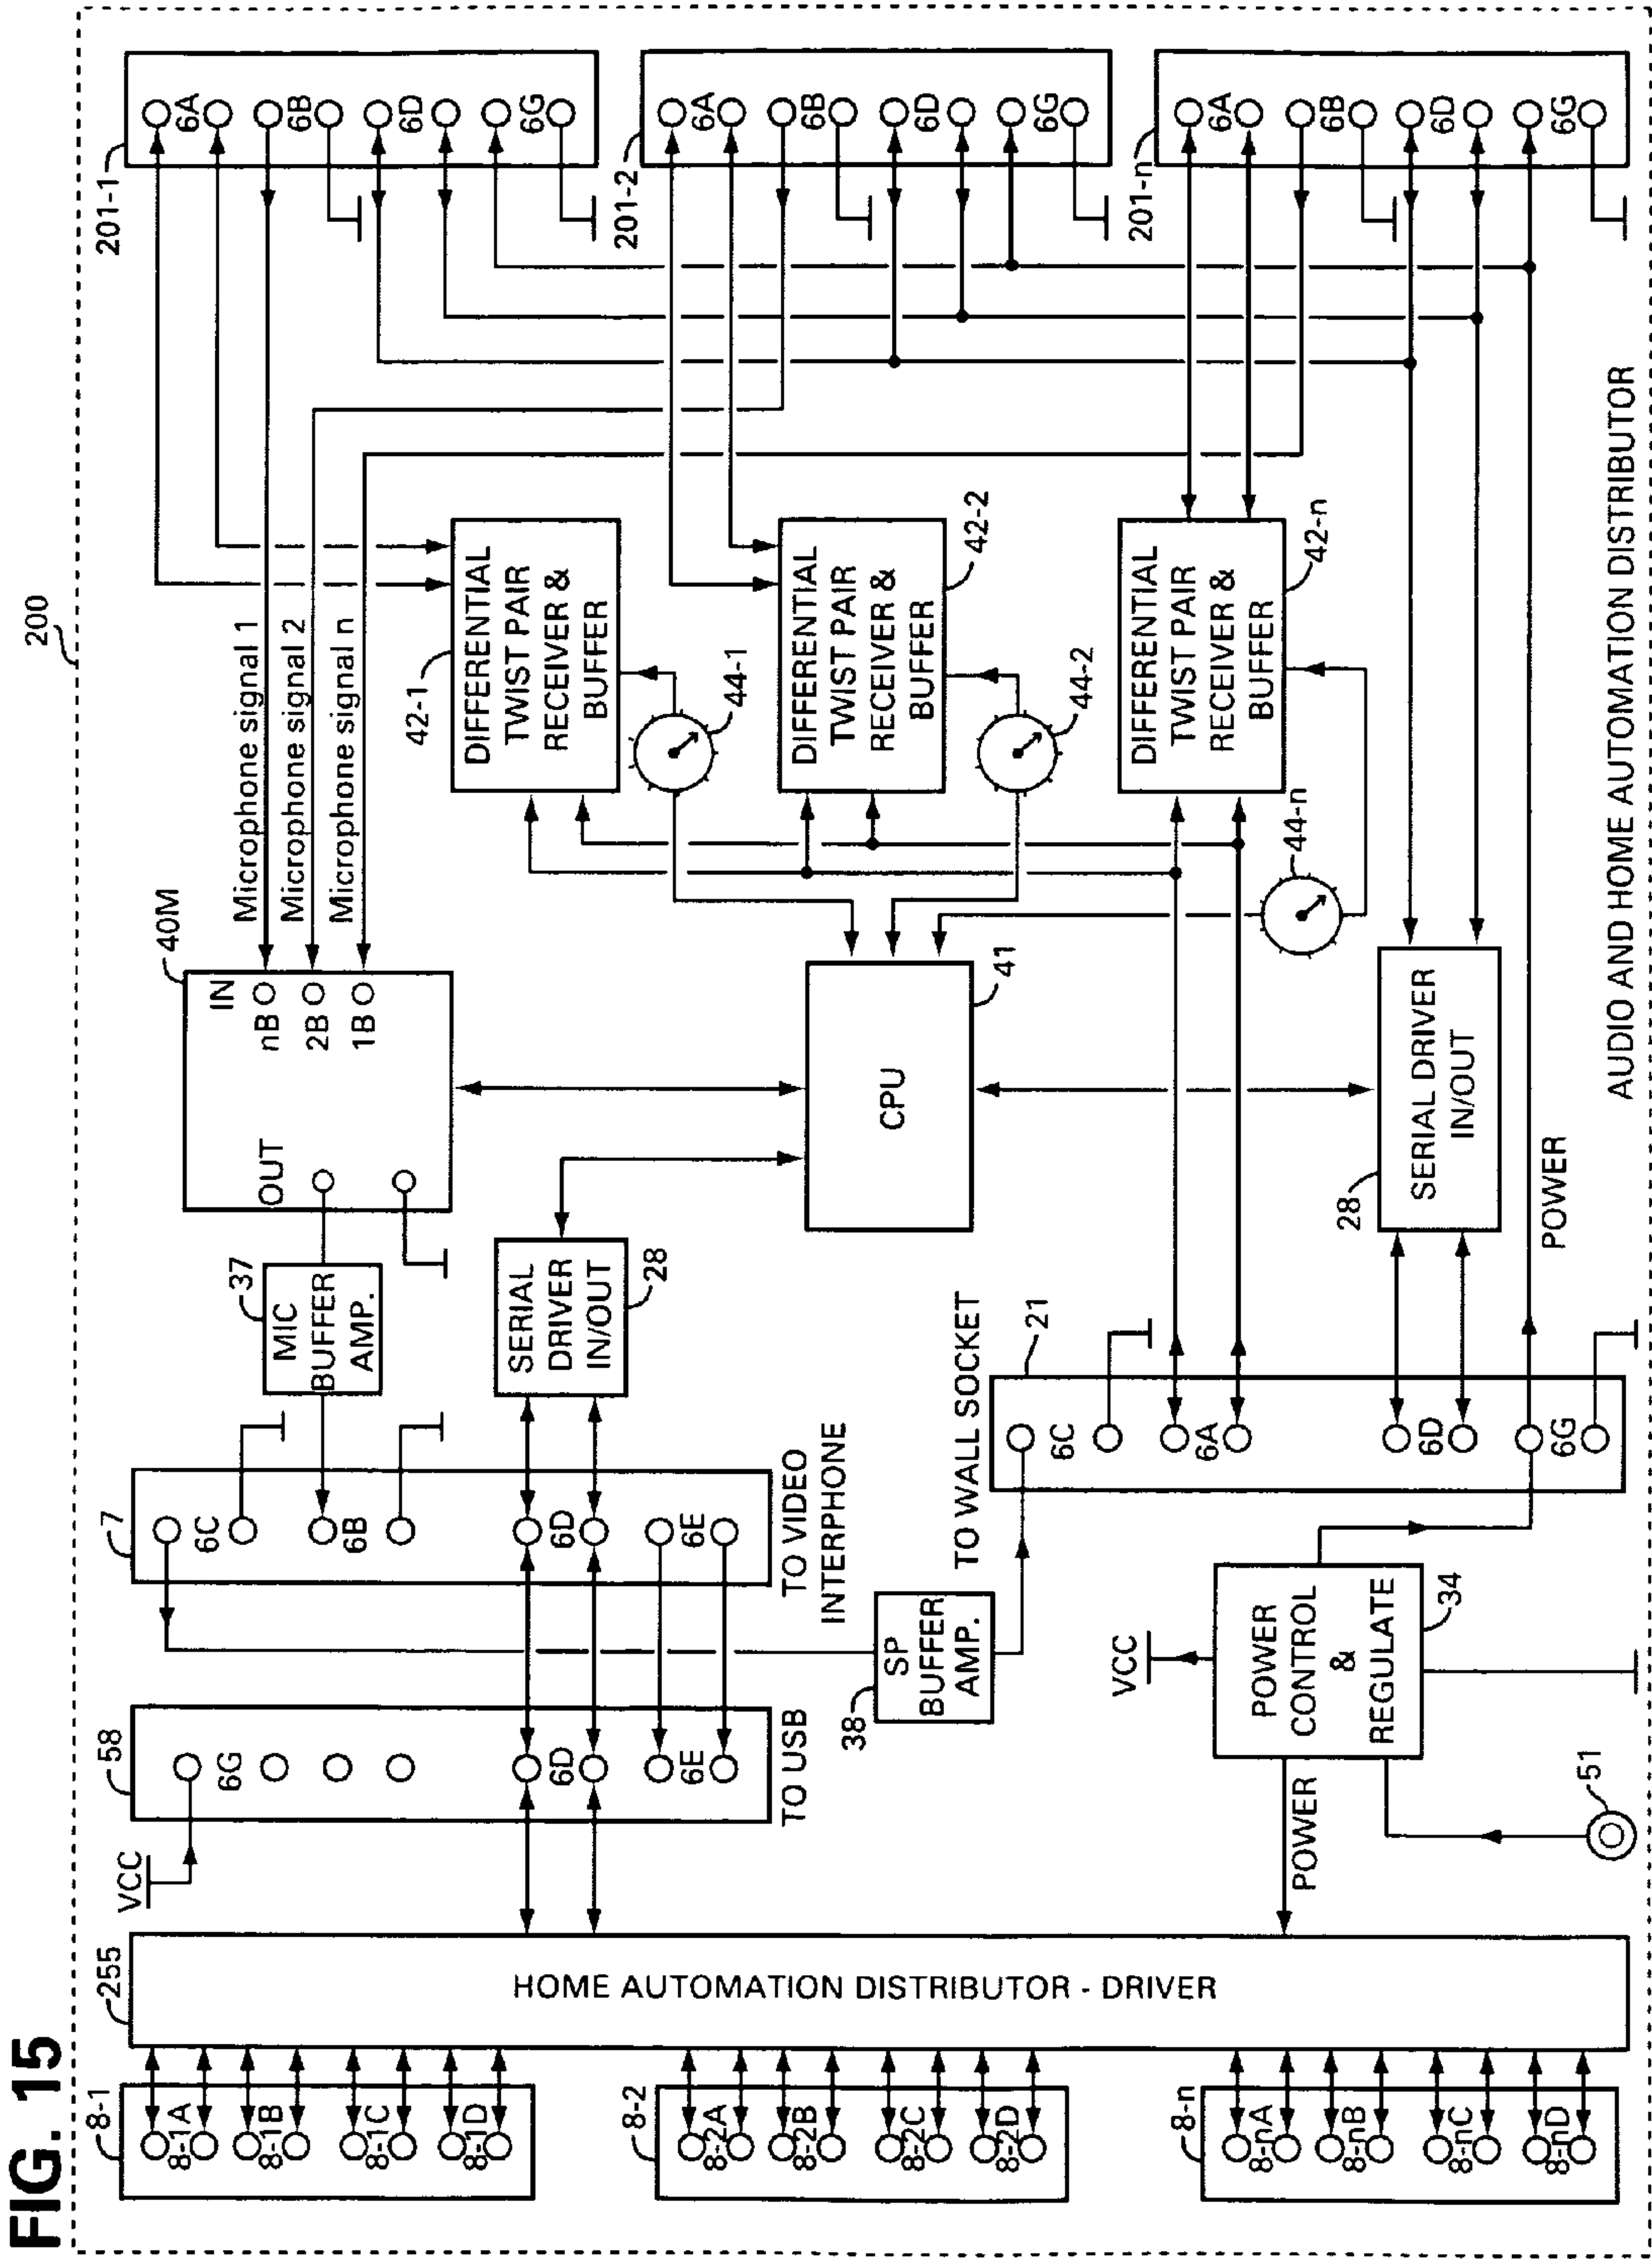 FIG. 15
200
8-1
8-1A
8-1B
8-1C
8-1D
8-2
8-2A
8-2B
8-2C
8-2D
8-n
8-nA
8-nB
8-nC
8-nD
255
HOME AUTOMATION DISTRIBUTOR - DRIVER
VCC
58
6G
6D
6E
TO USB
7
6C
6B
6D
6E
TO VIDEO
INTERPHONE
37
MIC
BUFFER
AMP.
SERIAL
DRIVER
IN/OUT
28
38
SP
BUFFER
AMP.
40M
OUT
IN
nB
2B
1B
Microphone signal 1
Microphone signal 2
Microphone signal n
CPU
41
42-1
DIFFERENTIAL
TWIST PAIR
RECEIVER &
BUFFER
44-1
DIFFERENTIAL
TWIST PAIR
RECEIVER &
BUFFER
42-2
44-2
DIFFERENTIAL
TWIST PAIR
RECEIVER &
BUFFER
42-n
44-n
201-1
6A
6B
6D
6G
201-2
6A
6B
6D
6G
201-n
6A
6B
6D
6G
TO WALL SOCKET
21
6C
6A
6D
6G
28
SERIAL DRIVER
IN/OUT
POWER
VCC
POWER
CONTROL
&
REGULATE
34
POWER
51
AUDIO AND HOME AUTOMATION DISTRIBUTOR